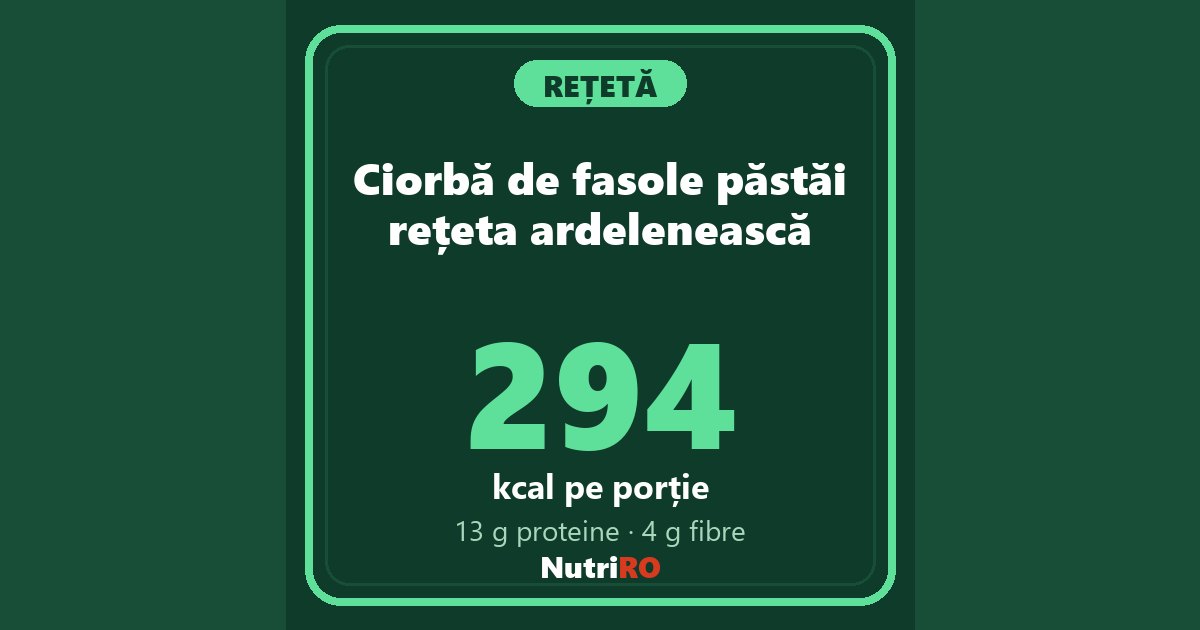 REȚETĂ
Ciorbă de fasole păstăi
rețeta ardelenească
294
kcal pe porție
13 g proteine · 4 g fibre
NutriRO